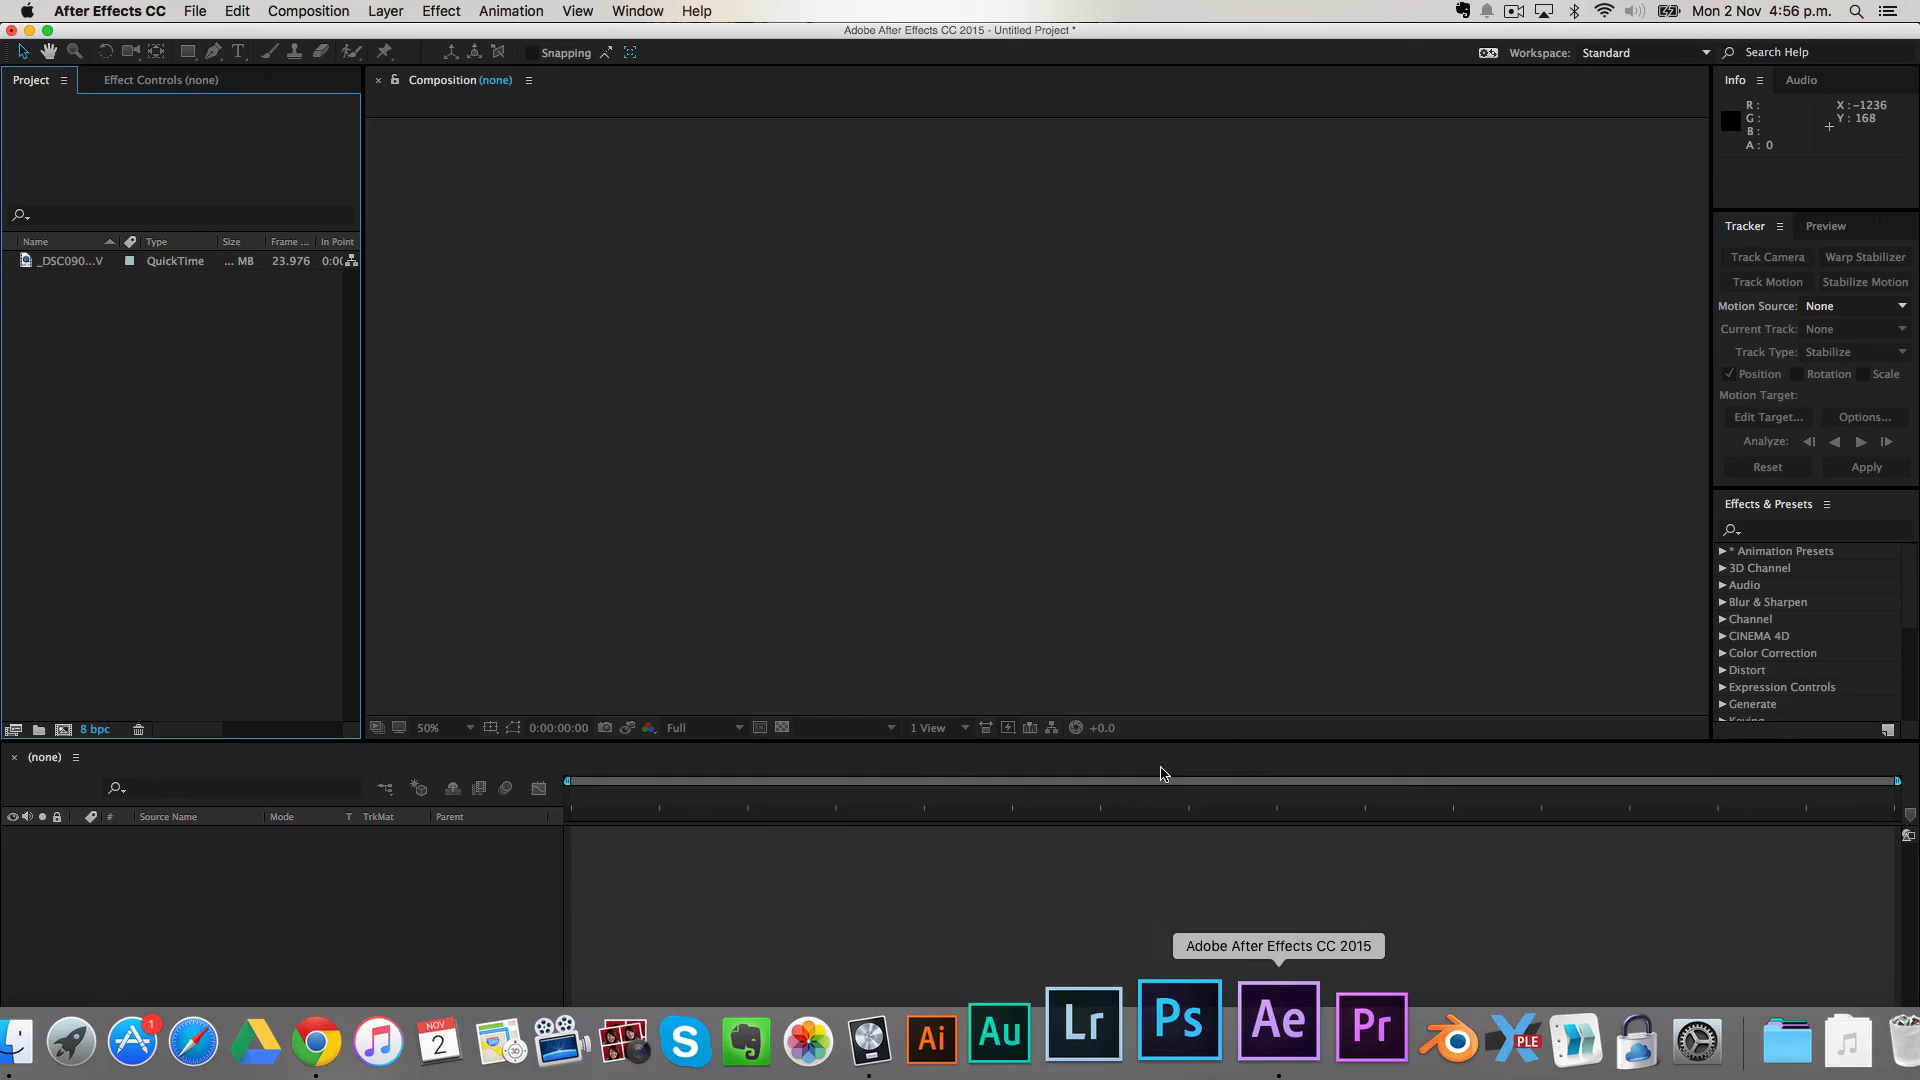 After Effects CC File Edit Composition Layer Effect Animation View Window Help Mon 2 Nov 4:56 p.m.
Adobe After Effects CC 2015 - Untitled Project *
Snapping Workspace: Standard Search Help
Project Effect Controls (none) Composition (none) Info Audio
R : X : -1236
G : Y : 168
B :
A : 0
Tracker Preview
Name Type Size Frame ... In Point
_DSC090...V QuickTime ... MB 23.976 0:00
Track Camera Warp Stabilizer
Track Motion Stabilize Motion
Motion Source: None
Current Track: None
Track Type: Stabilize
Position Rotation Scale
Motion Target:
Edit Target... Options...
Analyze:
Reset Apply
Effects & Presets
* Animation Presets
3D Channel
Audio
Blur & Sharpen
Channel
CINEMA 4D
Color Correction
Distort
Expression Controls
Generate
Keying
8 bpc 50% 0:00:00:00 Full 1 View +0.0
(none)
# Source Name Mode T TrkMat Parent
Adobe After Effects CC 2015
1 NOV 2 3D S Ai Au Lr Ps Ae Pr X PLE